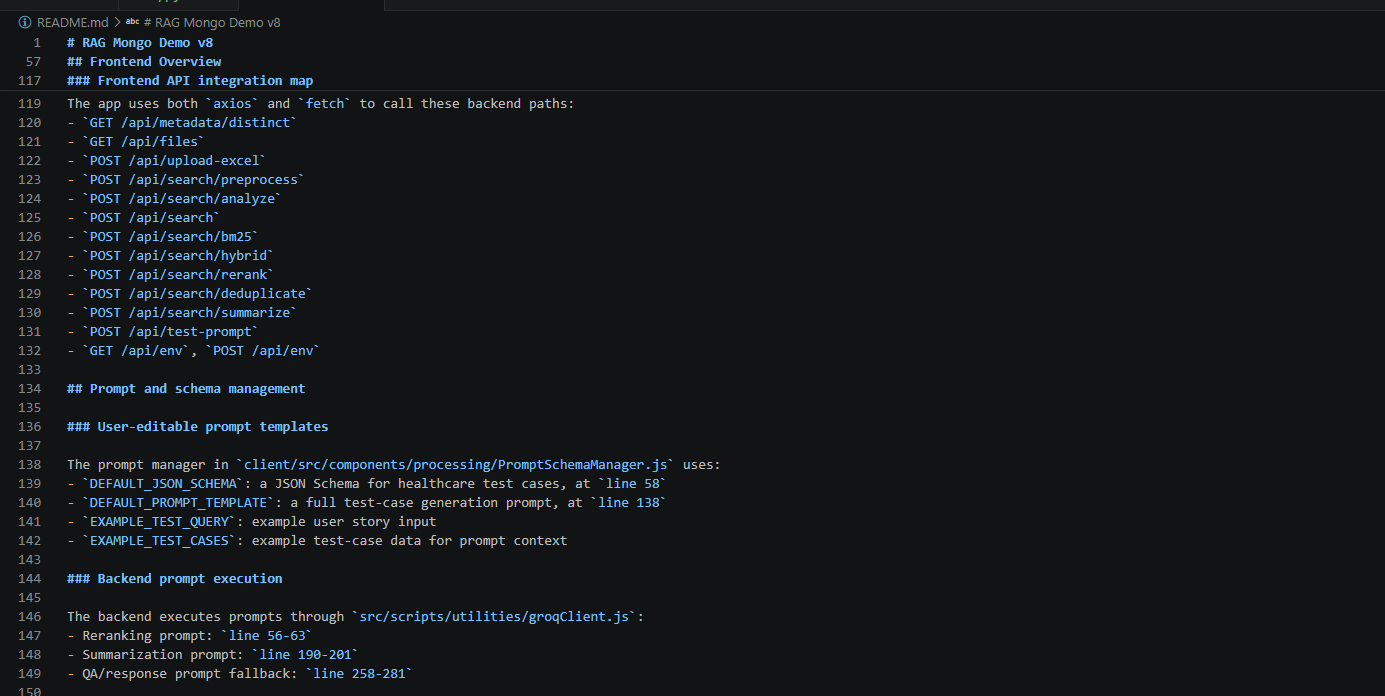 README.md > abc # RAG Mongo Demo v8
1 # RAG Mongo Demo v8
57 ## Frontend Overview
117 ### Frontend API integration map
119 The app uses both `axios` and `fetch` to call these backend paths:
120 - `GET /api/metadata/distinct`
121 - `GET /api/files`
122 - `POST /api/upload-excel`
123 - `POST /api/search/preprocess`
124 - `POST /api/search/analyze`
125 - `POST /api/search`
126 - `POST /api/search/bm25`
127 - `POST /api/search/hybrid`
128 - `POST /api/search/rerank`
129 - `POST /api/search/deduplicate`
130 - `POST /api/search/summarize`
131 - `POST /api/test-prompt`
132 - `GET /api/env`, `POST /api/env`
133
134 ## Prompt and schema management
135
136 ### User-editable prompt templates
137
138 The prompt manager in `client/src/components/processing/PromptSchemaManager.js` uses:
139 - `DEFAULT_JSON_SCHEMA`: a JSON Schema for healthcare test cases, at `line 58`
140 - `DEFAULT_PROMPT_TEMPLATE`: a full test-case generation prompt, at `line 138`
141 - `EXAMPLE_TEST_QUERY`: example user story input
142 - `EXAMPLE_TEST_CASES`: example test-case data for prompt context
143
144 ### Backend prompt execution
145
146 The backend executes prompts through `src/scripts/utilities/groqClient.js`:
147 - Reranking prompt: `line 56-63`
148 - Summarization prompt: `line 190-201`
149 - QA/response prompt fallback: `line 258-281`
150